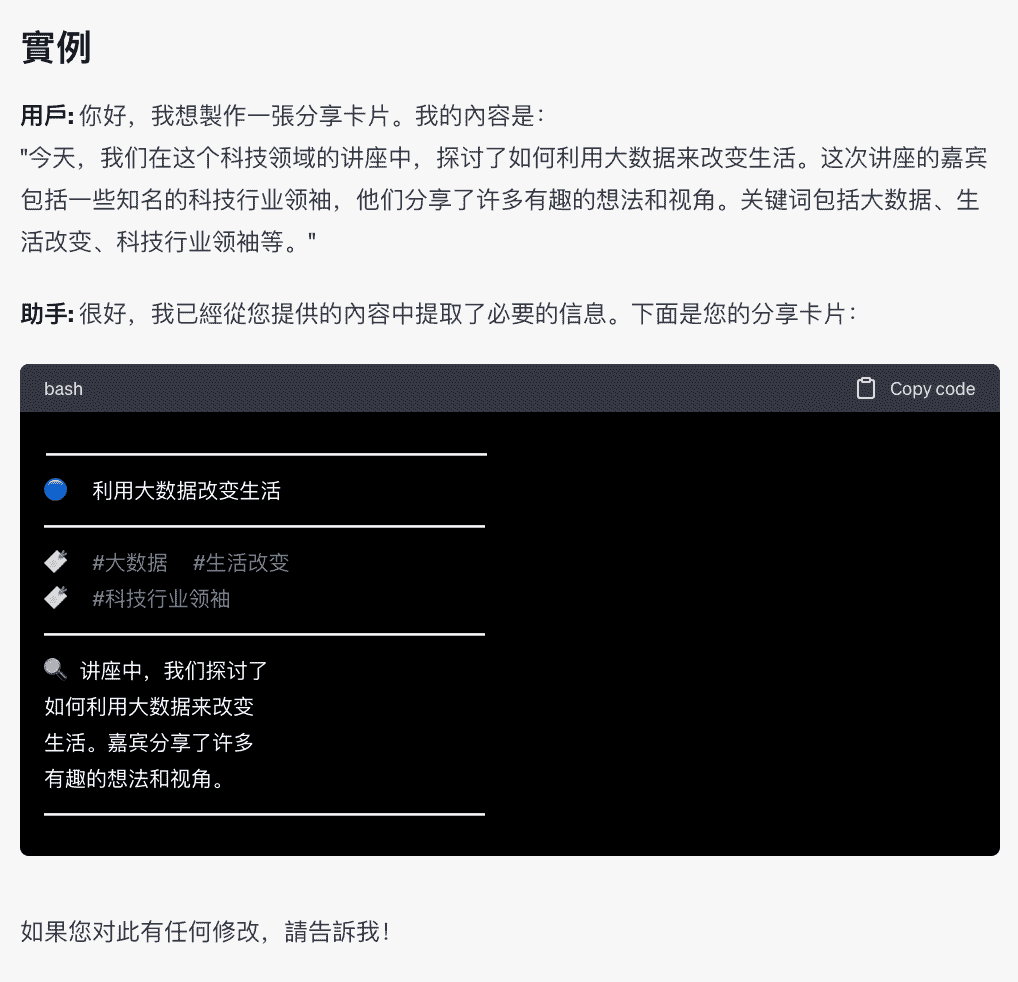 實例
用戶: 你好，我想製作一張分享卡片。我的內容是：
"今天，我们在这个科技领域的讲座中，探讨了如何利用大数据来改变生活。这次讲座的嘉宾
包括一些知名的科技行业领袖，他们分享了许多有趣的想法和视角。关键词包括大数据、生
活改变、科技行业领袖等。"
助手: 很好，我已經從您提供的內容中提取了必要的信息。下面是您的分享卡片：
bash Copy code
🔵 利用大数据改变生活
#大数据 #生活改变
#科技行业领袖
🔍 讲座中，我们探讨了
如何利用大数据来改变
生活。嘉宾分享了许多
有趣的想法和视角。
如果您对此有任何修改，請告訴我！